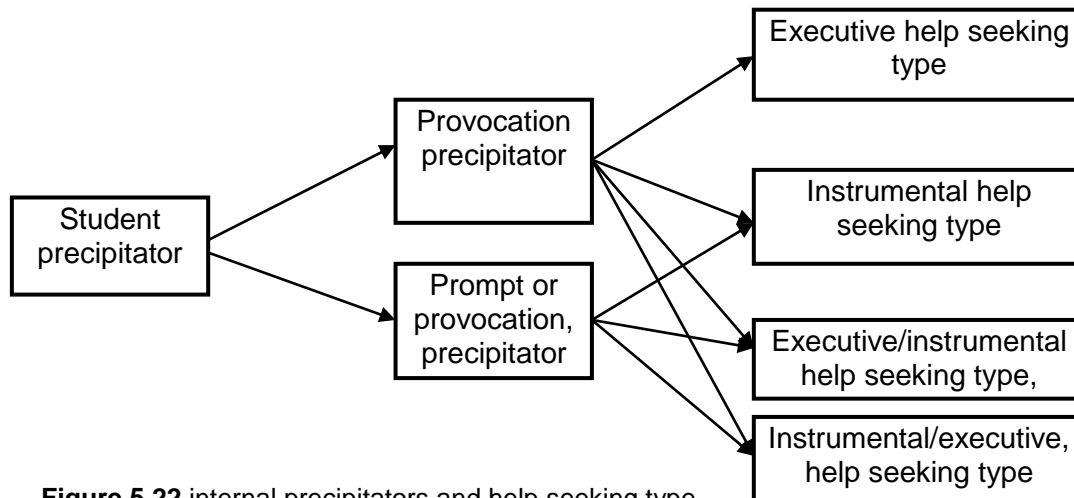 Student
precipitator
Provocation
precipitator
Prompt or
provocation,
precipitator
Executive help seeking
type
Instrumental help
seeking type
Executive/instrumental
help seeking type,
Instrumental/executive,
help seeking type
Figure 5.22 internal precipitators and help seeking type